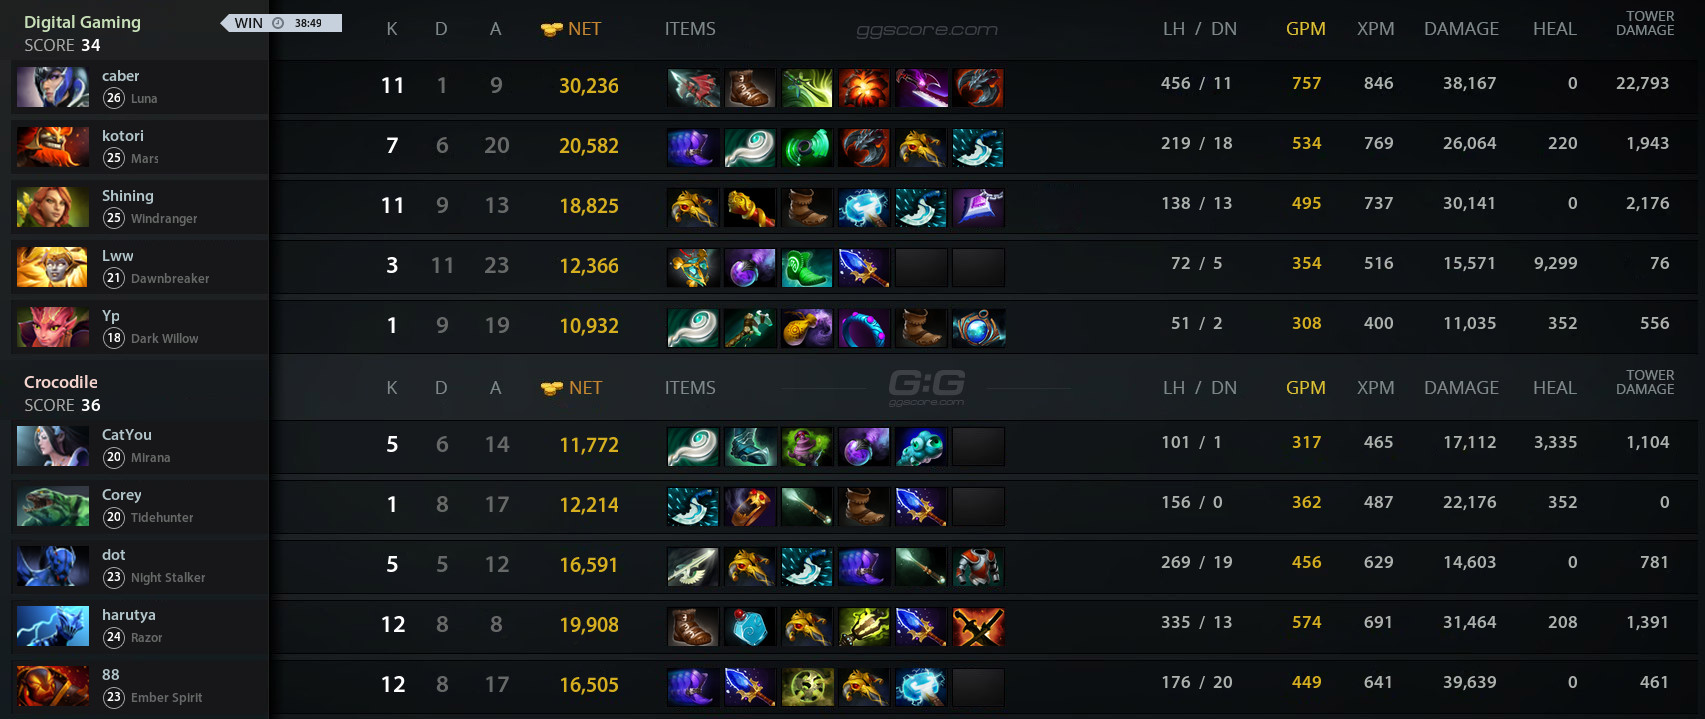 Digital Gaming WIN 38:49
SCORE 34
K D A NET ITEMS ggscore.com LH / DN GPM XPM DAMAGE HEAL TOWER DAMAGE
caber
26 Luna
11 1 9 30,236 456 / 11 757 846 38,167 0 22,793
kotori
25 Mars
7 6 20 20,582 219 / 18 534 769 26,064 220 1,943
Shining
25 Windranger
11 9 13 18,825 138 / 13 495 737 30,141 0 2,176
Lww
21 Dawnbreaker
3 11 23 12,366 72 / 5 354 516 15,571 9,299 76
Yp
18 Dark Willow
1 9 19 10,932 51 / 2 308 400 11,035 352 556
Crocodile
SCORE 36
K D A NET ITEMS G:G ggscore.com LH / DN GPM XPM DAMAGE HEAL TOWER DAMAGE
CatYou
20 Mirana
5 6 14 11,772 101 / 1 317 465 17,112 3,335 1,104
Corey
20 Tidehunter
1 8 17 12,214 156 / 0 362 487 22,176 352 0
dot
23 Night Stalker
5 5 12 16,591 269 / 19 456 629 14,603 0 781
harutya
24 Razor
12 8 8 19,908 335 / 13 574 691 31,464 208 1,391
88
23 Ember Spirit
12 8 17 16,505 176 / 20 449 641 39,639 0 461